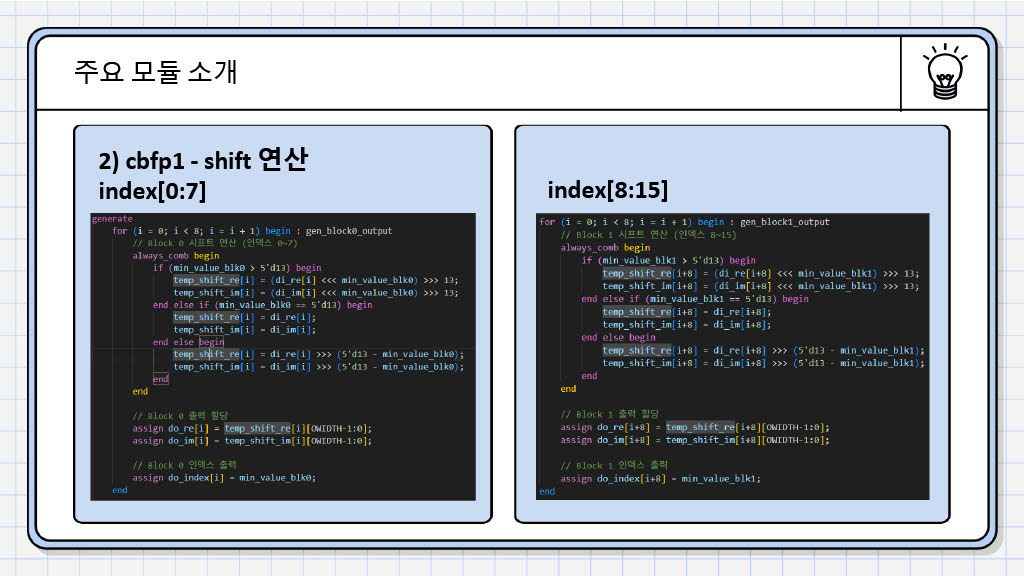 주요 모듈 소개
2) cbfp1 - shift 연산
index[0:7]
generate
for (i = 0; i < 8; i = i + 1) begin : gen_block0_output
// Block 0 시프트 연산 (인덱스 0~7)
always_comb begin
if (min_value_blk0 > 5'd13) begin
temp_shift_re[i] = (di_re[i] <<< min_value_blk0) >>> 13;
temp_shift_im[i] = (di_im[i] <<< min_value_blk0) >>> 13;
end else if (min_value_blk0 == 5'd13) begin
temp_shift_re[i] = di_re[i];
temp_shift_im[i] = di_im[i];
end else begin
temp_shift_re[i] = di_re[i] >>> (5'd13 - min_value_blk0);
temp_shift_im[i] = di_im[i] >>> (5'd13 - min_value_blk0);
end
end
// Block 0 출력 할당
assign do_re[i] = temp_shift_re[i][OWIDTH-1:0];
assign do_im[i] = temp_shift_im[i][OWIDTH-1:0];
// Block 0 인덱스 출력
assign do_index[i] = min_value_blk0;
end
index[8:15]
for (i = 0; i < 8; i = i + 1) begin : gen_block1_output
// Block 1 시프트 연산 (인덱스 8~15)
always_comb begin
if (min_value_blk1 > 5'd13) begin
temp_shift_re[i+8] = (di_re[i+8] <<< min_value_blk1) >>> 13;
temp_shift_im[i+8] = (di_im[i+8] <<< min_value_blk1) >>> 13;
end else if (min_value_blk1 == 5'd13) begin
temp_shift_re[i+8] = di_re[i+8];
temp_shift_im[i+8] = di_im[i+8];
end else begin
temp_shift_re[i+8] = di_re[i+8] >>> (5'd13 - min_value_blk1);
temp_shift_im[i+8] = di_im[i+8] >>> (5'd13 - min_value_blk1);
end
end
// Block 1 출력 할당
assign do_re[i+8] = temp_shift_re[i+8][OWIDTH-1:0];
assign do_im[i+8] = temp_shift_im[i+8][OWIDTH-1:0];
// Block 1 인덱스 출력
assign do_index[i+8] = min_value_blk1;
end